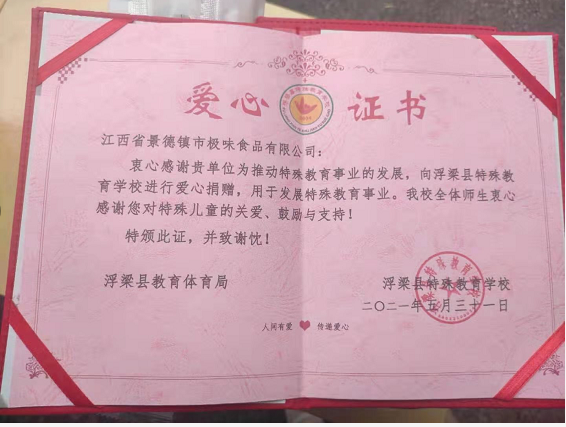 爱心 证书
江西省景德镇市极味食品有限公司：
衷心感谢贵单位为推动特殊教育事业的发展，向浮梁县特殊教
育学校进行爱心捐赠，用于发展特殊教育事业。我校全体师生衷心
感谢您对特殊儿童的关爱、鼓励与支持！
特颁此证，并致谢忱！
浮梁县教育体育局 浮梁县特殊教育学校
二〇二一年五月三十一日
人间有爱 传递爱心